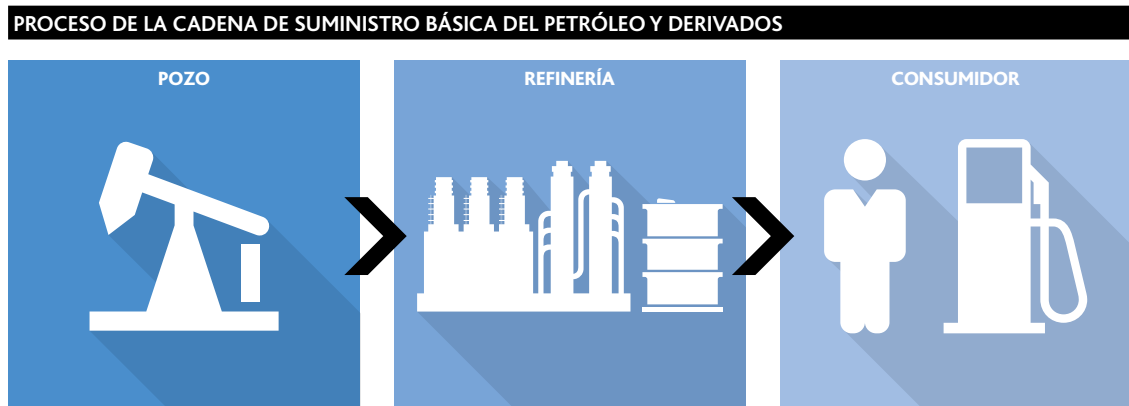 PROCESO DE LA CADENA DE SUMINISTRO BÁSICA DEL PETRÓLEO Y DERIVADOS
POZO
REFINERÍA
CONSUMIDOR